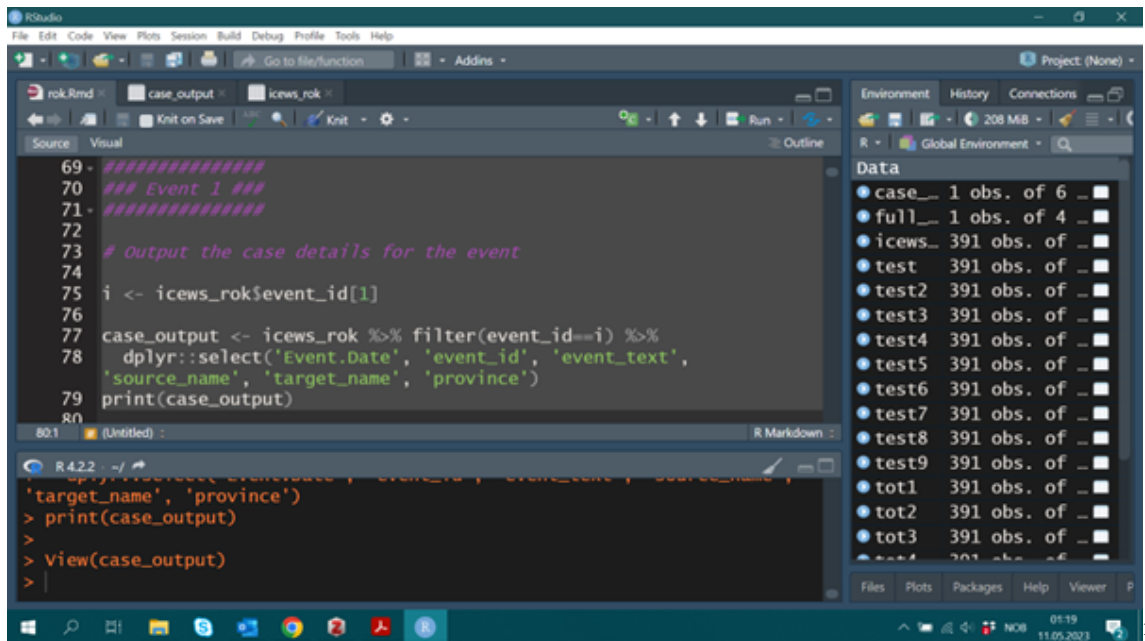 RStudio
File Edit Code View Plots Session Build Debug Profile Tools Help
Go to file/function Addins Project: (None)
rok.Rmd case_output icews_rok
Knit on Save ABC Knit Run
Source Visual Outline
69 ###############
70 ### Event 1 ###
71 ###############
72
73 # Output the case details for the event
74
75 i <- icews_rok$event_id[1]
76
77 case_output <- icews_rok %>% filter(event_id==i) %>%
78 dplyr::select('Event.Date', 'event_id', 'event_text',
'source_name', 'target_name', 'province')
79 print(case_output)
80
80:1 (Untitled) R Markdown
R 4.2.2 · ~/
'target_name', 'province')
> print(case_output)
>
> View(case_output)
>
Environment History Connections
208 MiB
R Global Environment
Data
case_… 1 obs. of 6 …
full_… 1 obs. of 4 …
icews_ 391 obs. of …
test 391 obs. of …
test2 391 obs. of …
test3 391 obs. of …
test4 391 obs. of …
test5 391 obs. of …
test6 391 obs. of …
test7 391 obs. of …
test8 391 obs. of …
test9 391 obs. of …
tot1 391 obs. of …
tot2 391 obs. of …
tot3 391 obs. of …
Files Plots Packages Help Viewer P
NOB 01:19
11.05.2023